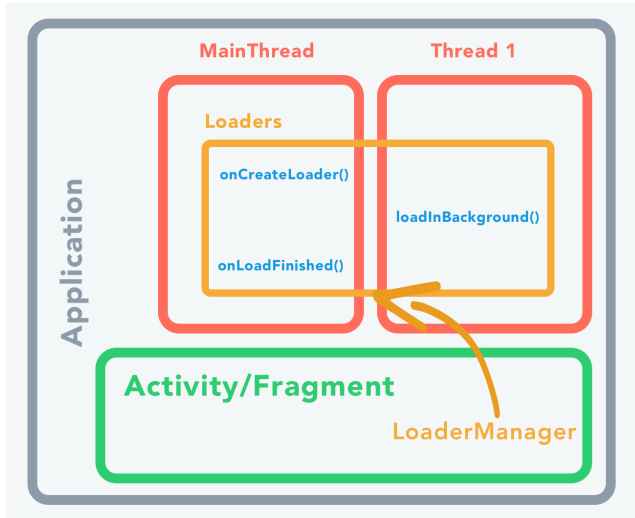 MainThread
Thread 1
Loaders
onCreateLoader()
loadInBackground()
onLoadFinished()
Application
Activity/Fragment
LoaderManager